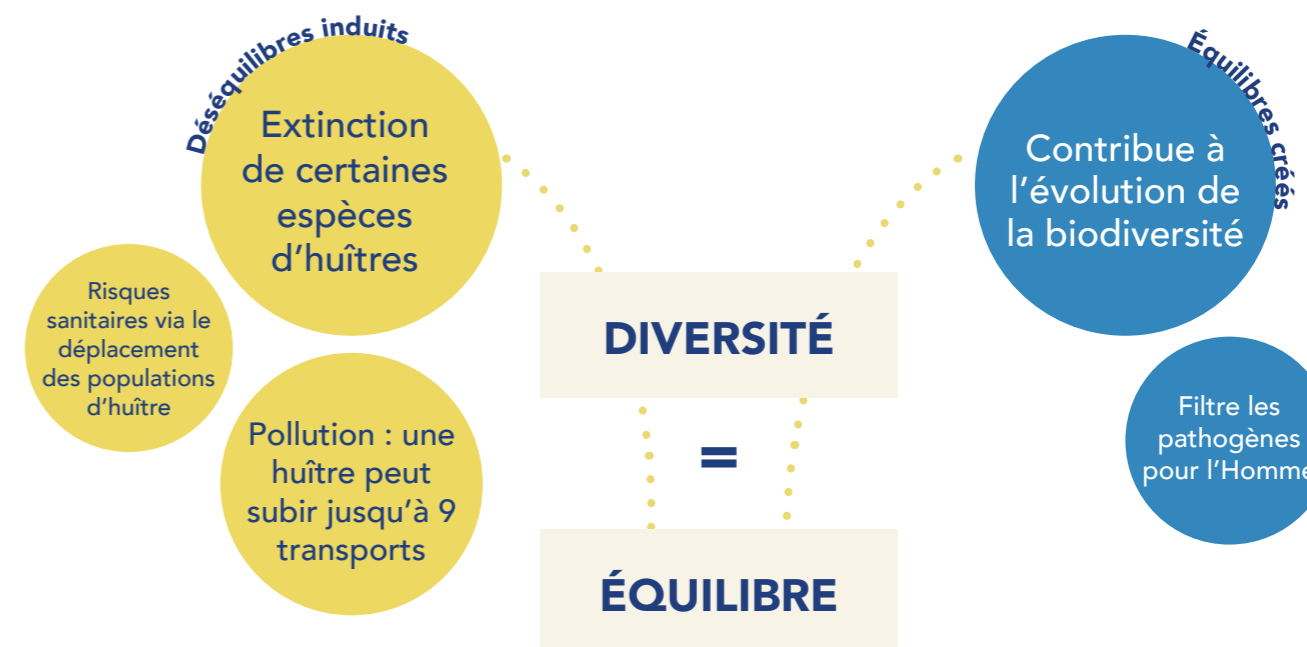 Déséquilibres induits
Extinction
de certaines
espèces
d’huîtres
Risques
sanitaires via le
déplacement
des populations
d’huître
Pollution : une
huître peut
subir jusqu’à 9
transports
DIVERSITÉ
=
ÉQUILIBRE
Équilibres créés
Contribue à
l’évolution de
la biodiversité
Filtre les
pathogènes
pour l’Homme